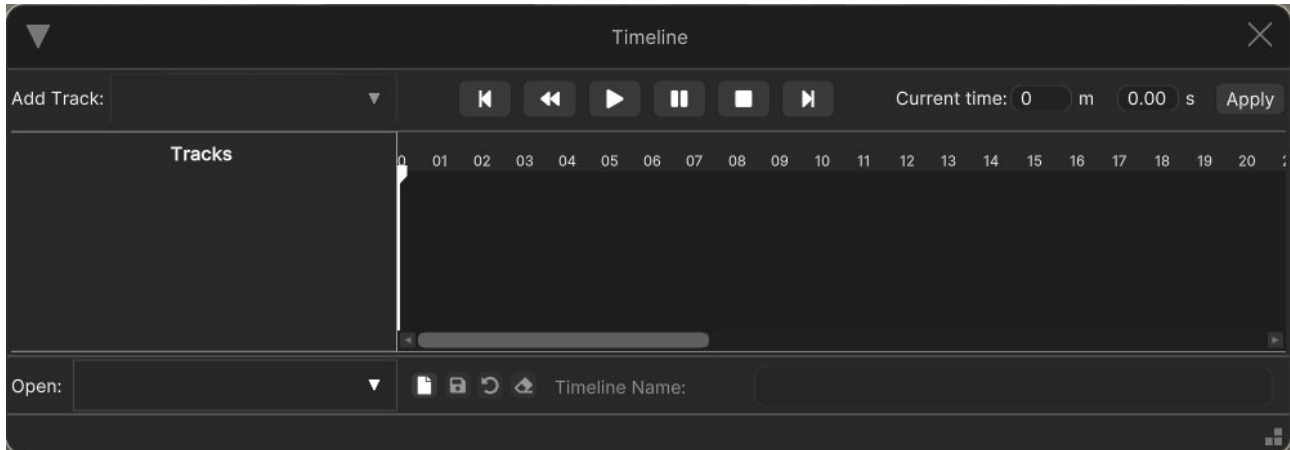 Timeline
Add Track:
Current time: 0 m 0.00 s Apply
Tracks
0 01 02 03 04 05 06 07 08 09 10 11 12 13 14 15 16 17 18 19 20
Open:
Timeline Name: